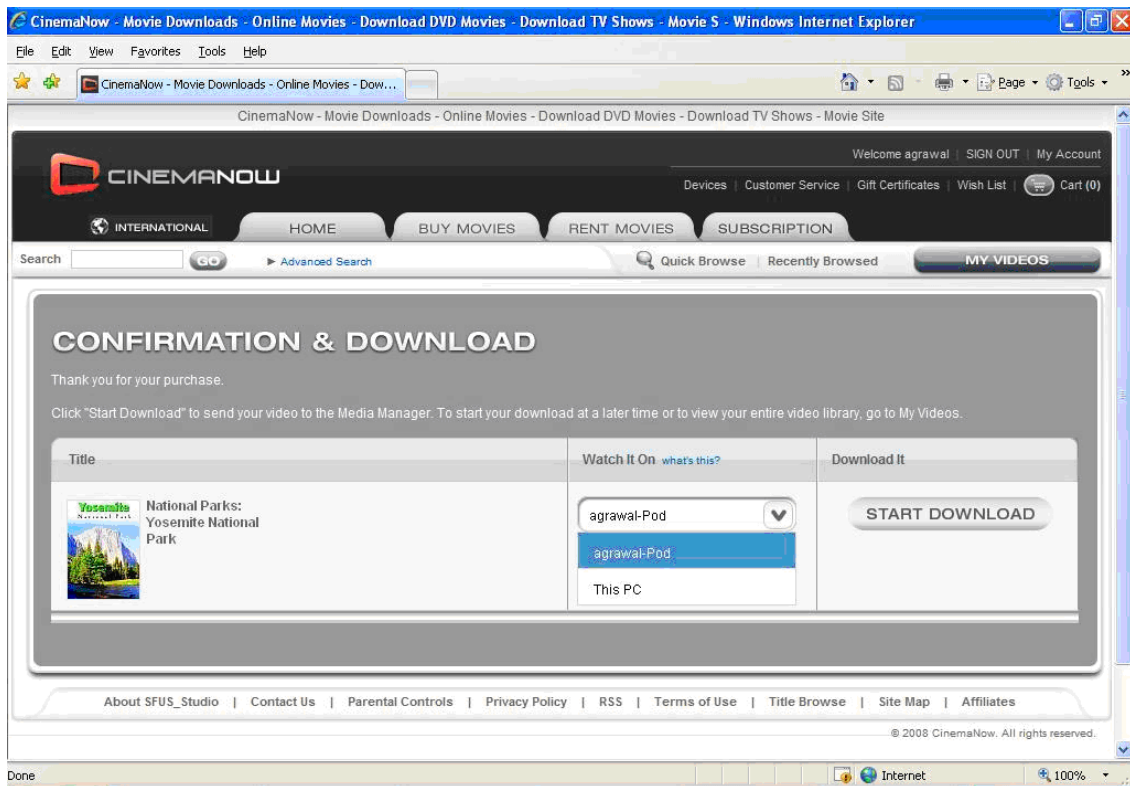 CinemaNow - Movie Downloads - Online Movies - Download DVD Movies - Download TV Shows - Movie S - Windows Internet Explorer
File Edit View Favorites Tools Help
CinemaNow - Movie Downloads - Online Movies - Dow...
Page Tools
CinemaNow - Movie Downloads - Online Movies - Download DVD Movies - Download TV Shows - Movie Site
Welcome agrawal | SIGN OUT | My Account
CINEMANOW
Devices | Customer Service | Gift Certificates | Wish List | Cart (0)
INTERNATIONAL HOME BUY MOVIES RENT MOVIES SUBSCRIPTION
Search GO Advanced Search Quick Browse | Recently Browsed MY VIDEOS
CONFIRMATION & DOWNLOAD
Thank you for your purchase.
Click "Start Download" to send your video to the Media Manager. To start your download at a later time or to view your entire video library, go to My Videos.
Title Watch It On what's this? Download It
Yosemite
National Park
National Parks:
Yosemite National
Park
agrawal-Pod START DOWNLOAD
agrawal-Pod
This PC
About SFUS_Studio | Contact Us | Parental Controls | Privacy Policy | RSS | Terms of Use | Title Browse | Site Map | Affiliates
© 2008 CinemaNow. All rights reserved.
Done Internet 100%